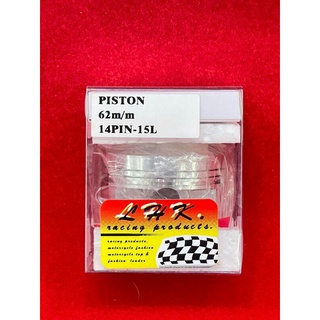 PISTON
62m/m
14PIN-15L
LHK.
racing products.
racing products.
motorcycle fashion
motorcycle top &
fashion leader